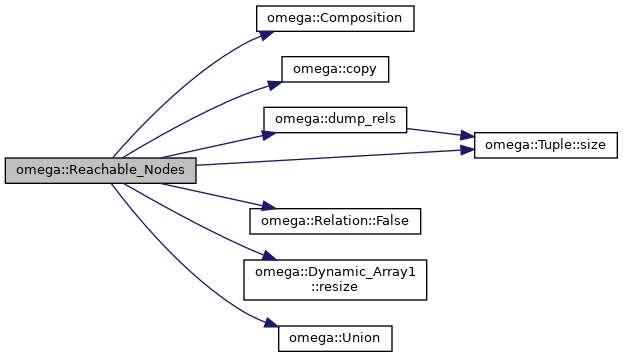 omega::Composition
omega::copy
omega::dump_rels
omega::Tuple::size
omega::Reachable_Nodes
omega::Relation::False
omega::Dynamic_Array1
::resize
omega::Union